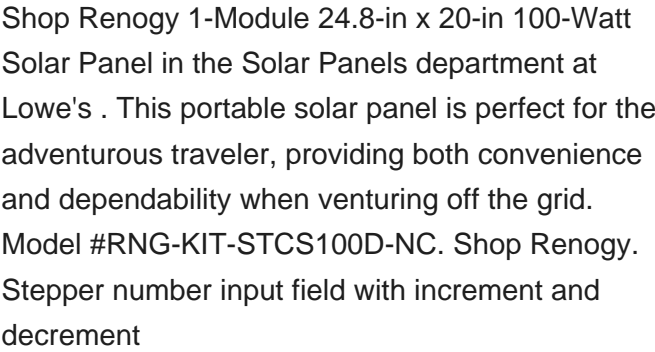 Shop Renogy 1-Module 24.8-in x 20-in 100-Watt
Solar Panel in the Solar Panels department at
Lowe's . This portable solar panel is perfect for the
adventurous traveler, providing both convenience
and dependability when venturing off the grid.
Model #RNG-KIT-STCS100D-NC. Shop Renogy.
Stepper number input field with increment and
decrement